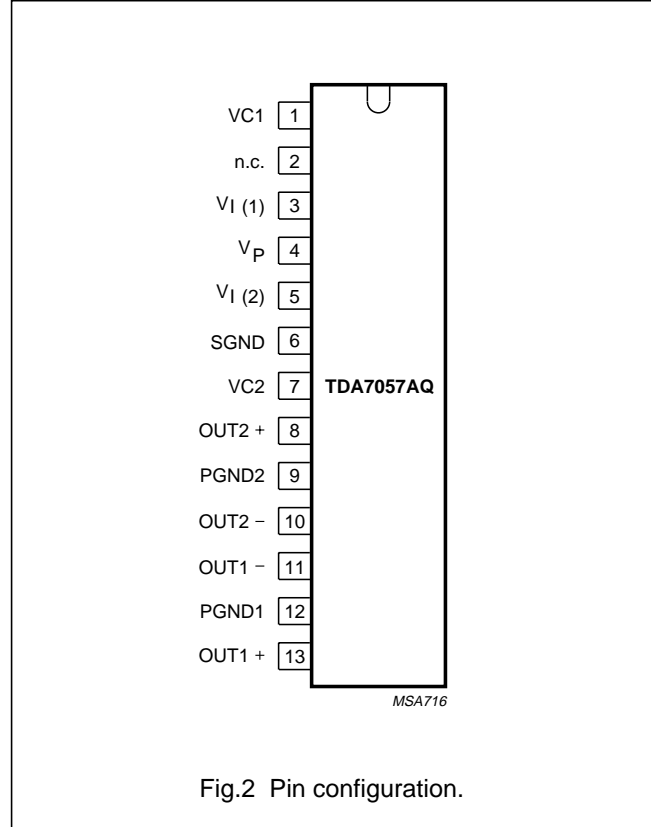 VC1 1
n.c. 2
VI (1) 3
VP 4
VI (2) 5
SGND 6
VC2 7 TDA7057AQ
OUT2 + 8
PGND2 9
OUT2 − 10
OUT1 − 11
PGND1 12
OUT1 + 13
MSA716
Fig.2 Pin configuration.